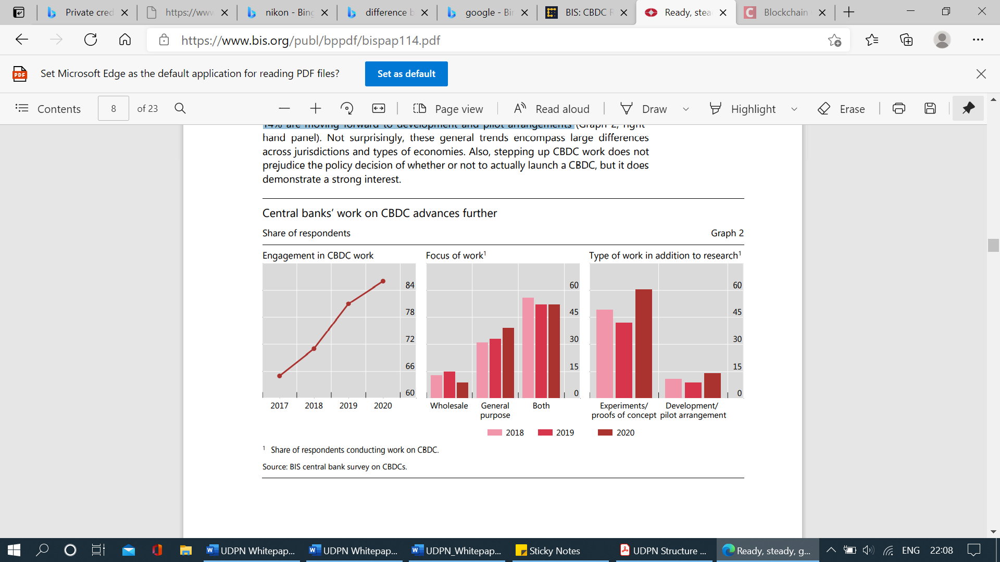 Private cred
https://www
nikon - Bing
difference b
google - Bin
BIS: CBDC R
Ready, stea
Blockchain
https://www.bis.org/publ/bppdf/bispap114.pdf
PDF
Set Microsoft Edge as the default application for reading PDF files?
Set as default
Contents
8
of 23
Page view
Read aloud
Draw
Highlight
Erase
14% are moving forward to development and pilot arrangements (Graph 2, right-
hand panel). Not surprisingly, these general trends encompass large differences
across jurisdictions and types of economies. Also, stepping up CBDC work does not
prejudice the policy decision of whether or not to actually launch a CBDC, but it does
demonstrate a strong interest.
Central banks’ work on CBDC advances further
Share of respondents
Graph 2
Engagement in CBDC work
84
78
72
66
60
2017 2018 2019 2020
Focus of work1
60
45
30
15
0
Wholesale
General
purpose
Both
Type of work in addition to research1
60
45
30
15
0
Experiments/
proofs of concept
Development/
pilot arrangement
2018 2019 2020
1 Share of respondents conducting work on CBDC.
Source: BIS central bank survey on CBDCs.
UDPN Whitepap...
UDPN Whitepap...
UDPN_Whitepap...
Sticky Notes
UDPN Structure ...
Ready, steady, g...
ENG
22:08